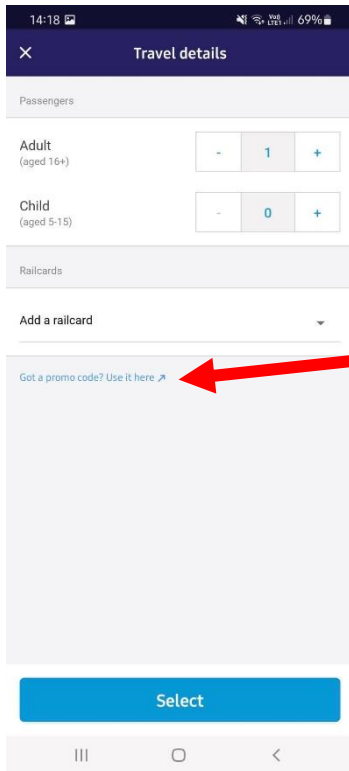 14:18 69%
Travel details
Passengers
Adult
(aged 16+)
- 1 +
Child
(aged 5-15)
- 0 +
Railcards
Add a railcard
Got a promo code? Use it here
Select